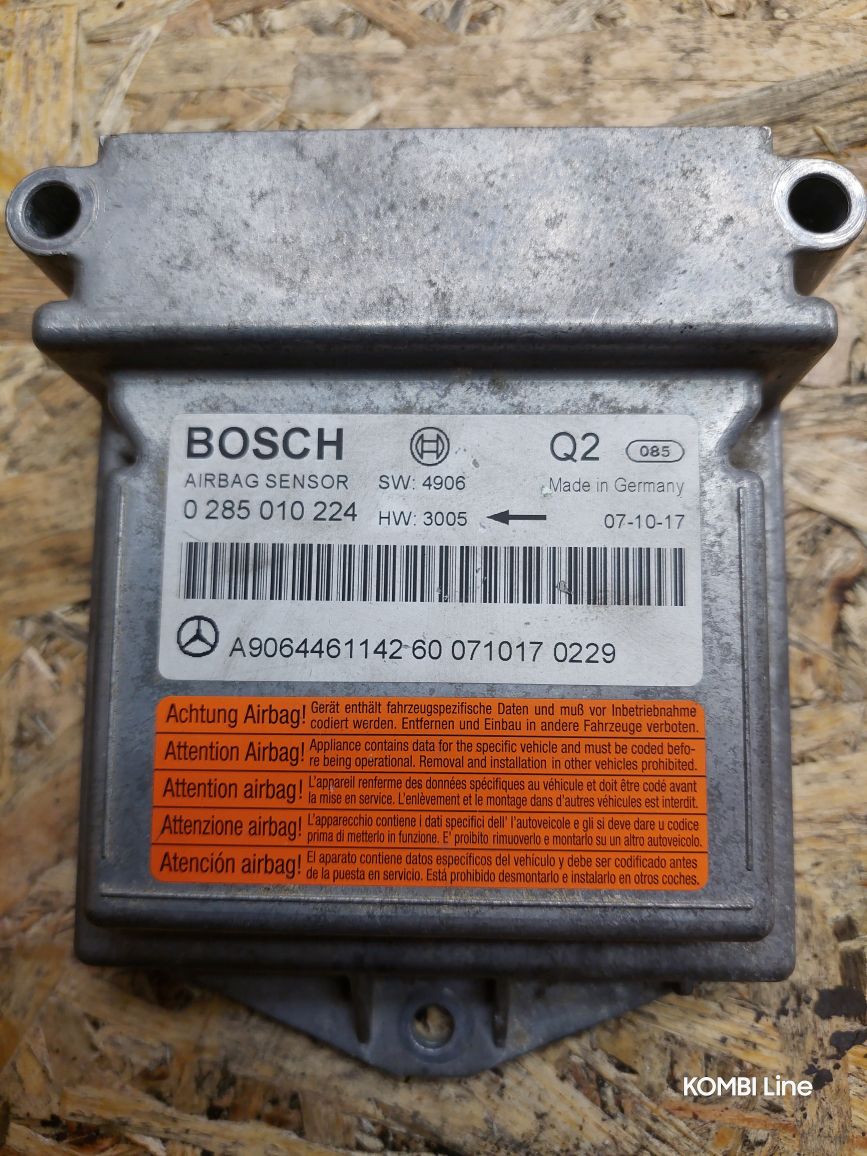 BOSCH Q2 085
AIRBAG SENSOR SW: 4906 Made in Germany
0 285 010 224 HW: 3005 07-10-17
A9064461142 60 071017 0229
Achtung Airbag! Gerät enthält fahrzeugspezifische Daten und muß vor Inbetriebnahme
codiert werden. Entfernen und Einbau in andere Fahrzeuge verboten.
Attention Airbag! Appliance contains data for the specific vehicle and must be coded befo-
re being operational. Removal and installation in other vehicles prohibited.
Attention airbag! L'appareil renferme des données spécifiques au véhicule et doit être codé avant
la mise en service. L'enlèvement et le montage dans d'autres véhicules est interdit.
Attenzione airbag! L'apparecchio contiene i dati specifici dell' l'autoveicole e gli si deve dare u codice
prima di metterlo in funzione. E' proibito rimuoverlo e montarlo su un altro autoveicolo.
Atención airbag! El aparato contiene datos específicos del vehículo y debe ser codificado antes
de la puesta en servicio. Está prohibido desmontarlo e instalarlo en otros coches.
KOMBI Line